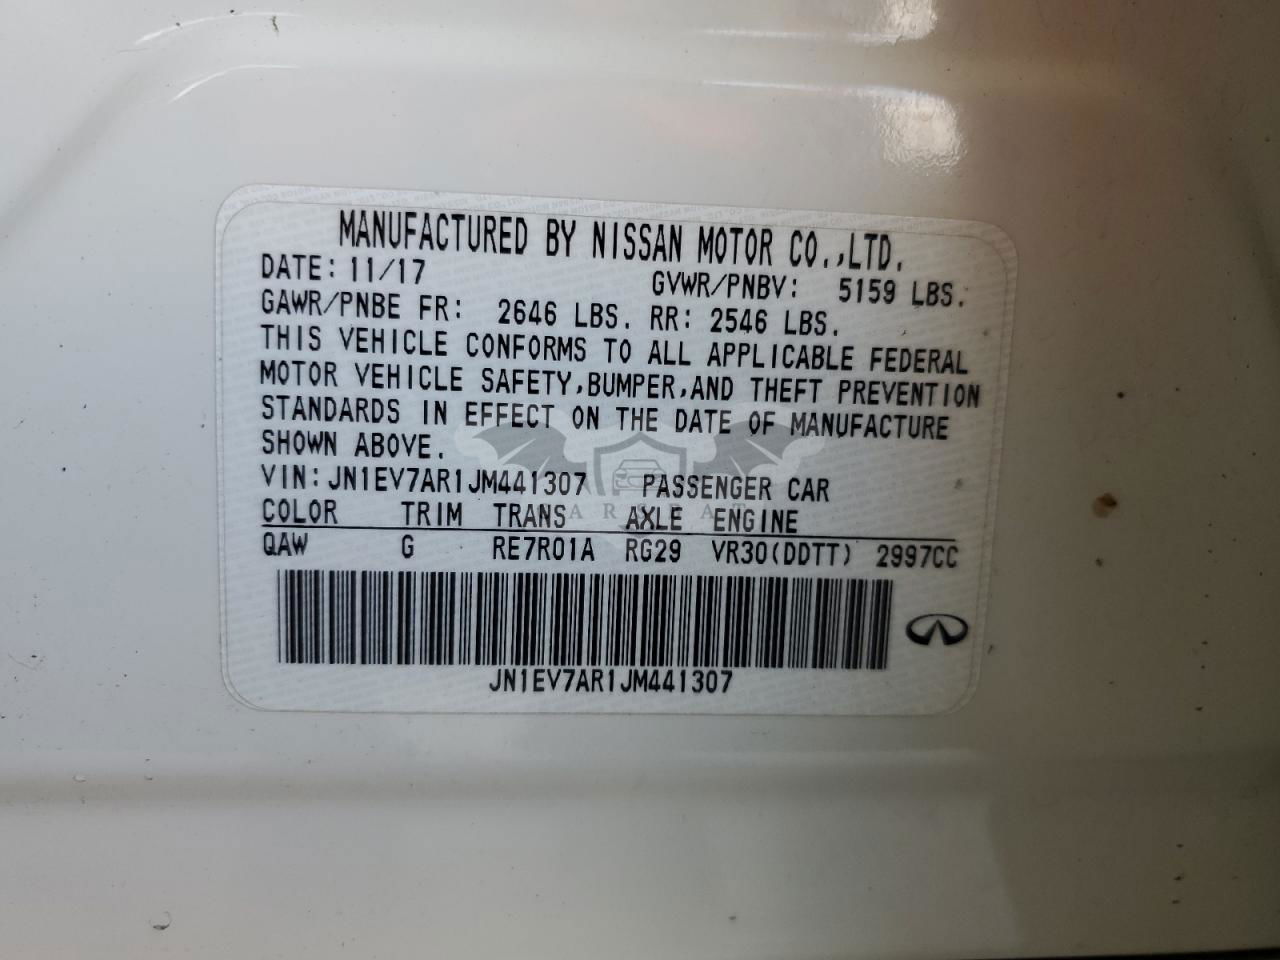 MANUFACTURED BY NISSAN MOTOR CO.,LTD.
DATE: 11/17 GVWR/PNBV: 5159 LBS.
GAWR/PNBE FR: 2646 LBS. RR: 2546 LBS.
THIS VEHICLE CONFORMS TO ALL APPLICABLE FEDERAL
MOTOR VEHICLE SAFETY,BUMPER,AND THEFT PREVENTION
STANDARDS IN EFFECT ON THE DATE OF MANUFACTURE
SHOWN ABOVE.
VIN:JN1EV7AR1JM441307 PASSENGER CAR
COLOR TRIM TRANS AXLE ENGINE
QAW G RE7R01A RG29 VR30(DDTT) 2997CC
JN1EV7AR1JM441307